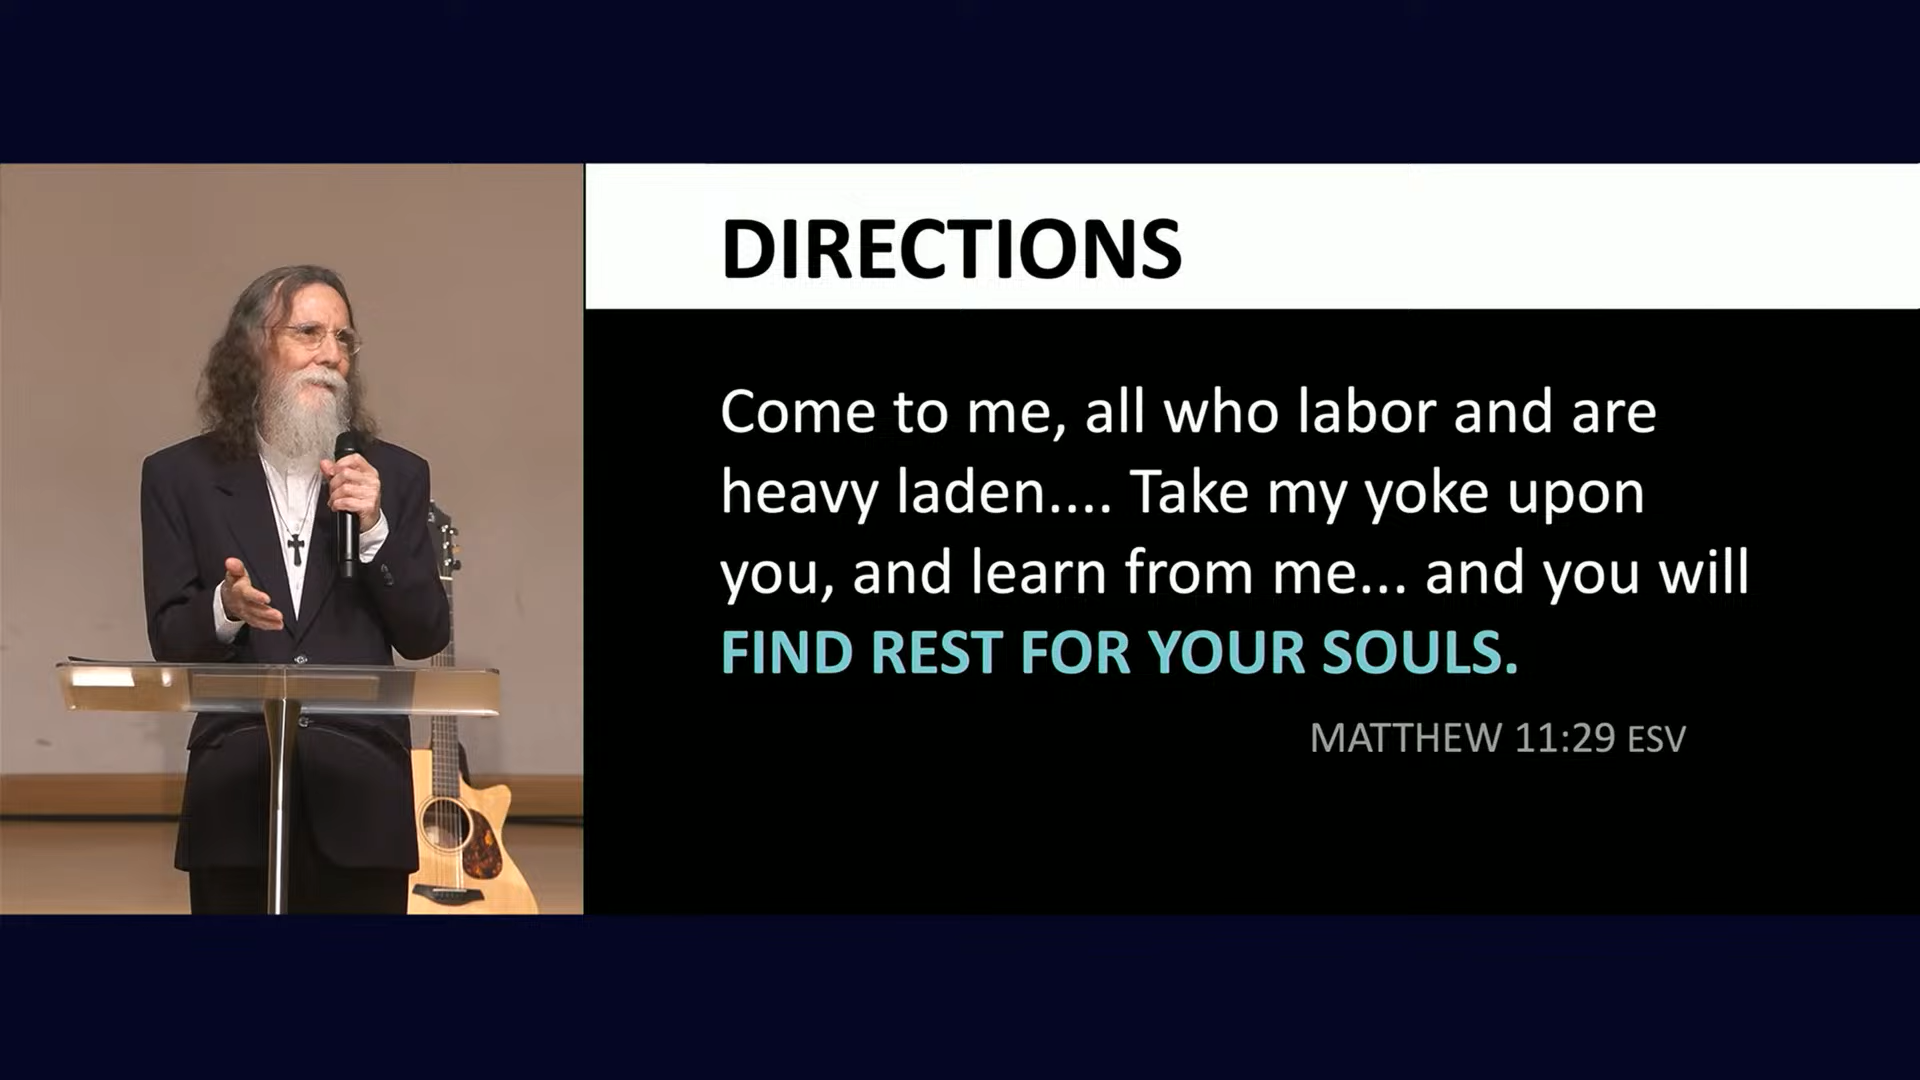 DIRECTIONS
Come to me, all who labor and are
heavy laden.... Take my yoke upon
you, and learn from me... and you will
FIND REST FOR YOUR SOULS.
MATTHEW 11:29 ESV